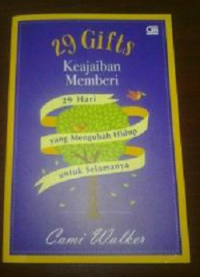 29 Gifts
Keajaiban
Memberi
29 Hari
yang Mengubah Hidup
untuk Selamanya
Cami Walker